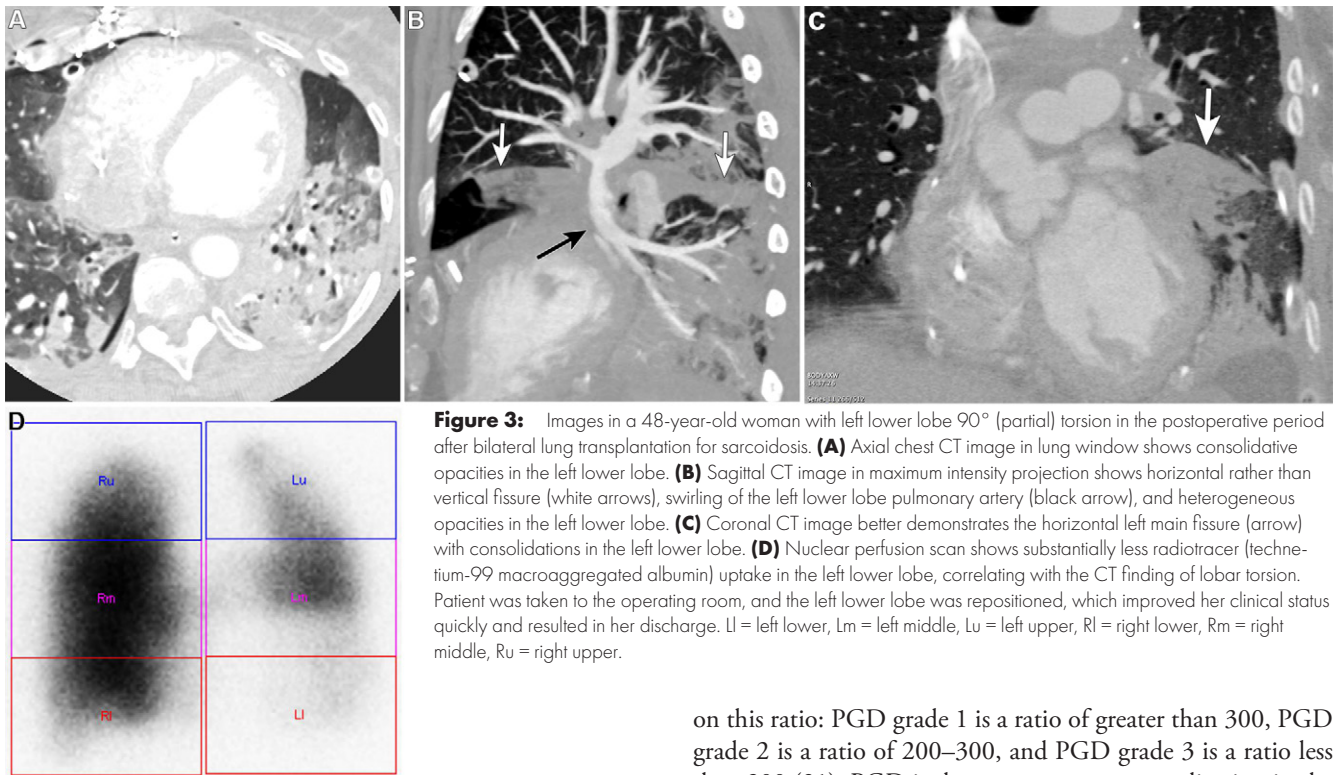 A
B
C
R
BODYAXW
D
Ru
Lu
Rm
Lm
Rl
Ll
Figure 3: Images in a 48-year-old woman with left lower lobe 90° (partial) torsion in the postoperative period
after bilateral lung transplantation for sarcoidosis. (A) Axial chest CT image in lung window shows consolidative
opacities in the left lower lobe. (B) Sagittal CT image in maximum intensity projection shows horizontal rather than
vertical fissure (white arrows), swirling of the left lower lobe pulmonary artery (black arrow), and heterogeneous
opacities in the left lower lobe. (C) Coronal CT image better demonstrates the horizontal left main fissure (arrow)
with consolidations in the left lower lobe. (D) Nuclear perfusion scan shows substantially less radiotracer (techne-
tium-99 macroaggregated albumin) uptake in the left lower lobe, correlating with the CT finding of lobar torsion.
Patient was taken to the operating room, and the left lower lobe was repositioned, which improved her clinical status
quickly and resulted in her discharge. Ll = left lower, Lm = left middle, Lu = left upper, Rl = right lower, Rm = right
middle, Ru = right upper.
on this ratio: PGD grade 1 is a ratio of greater than 300, PGD
grade 2 is a ratio of 200–300, and PGD grade 3 is a ratio less